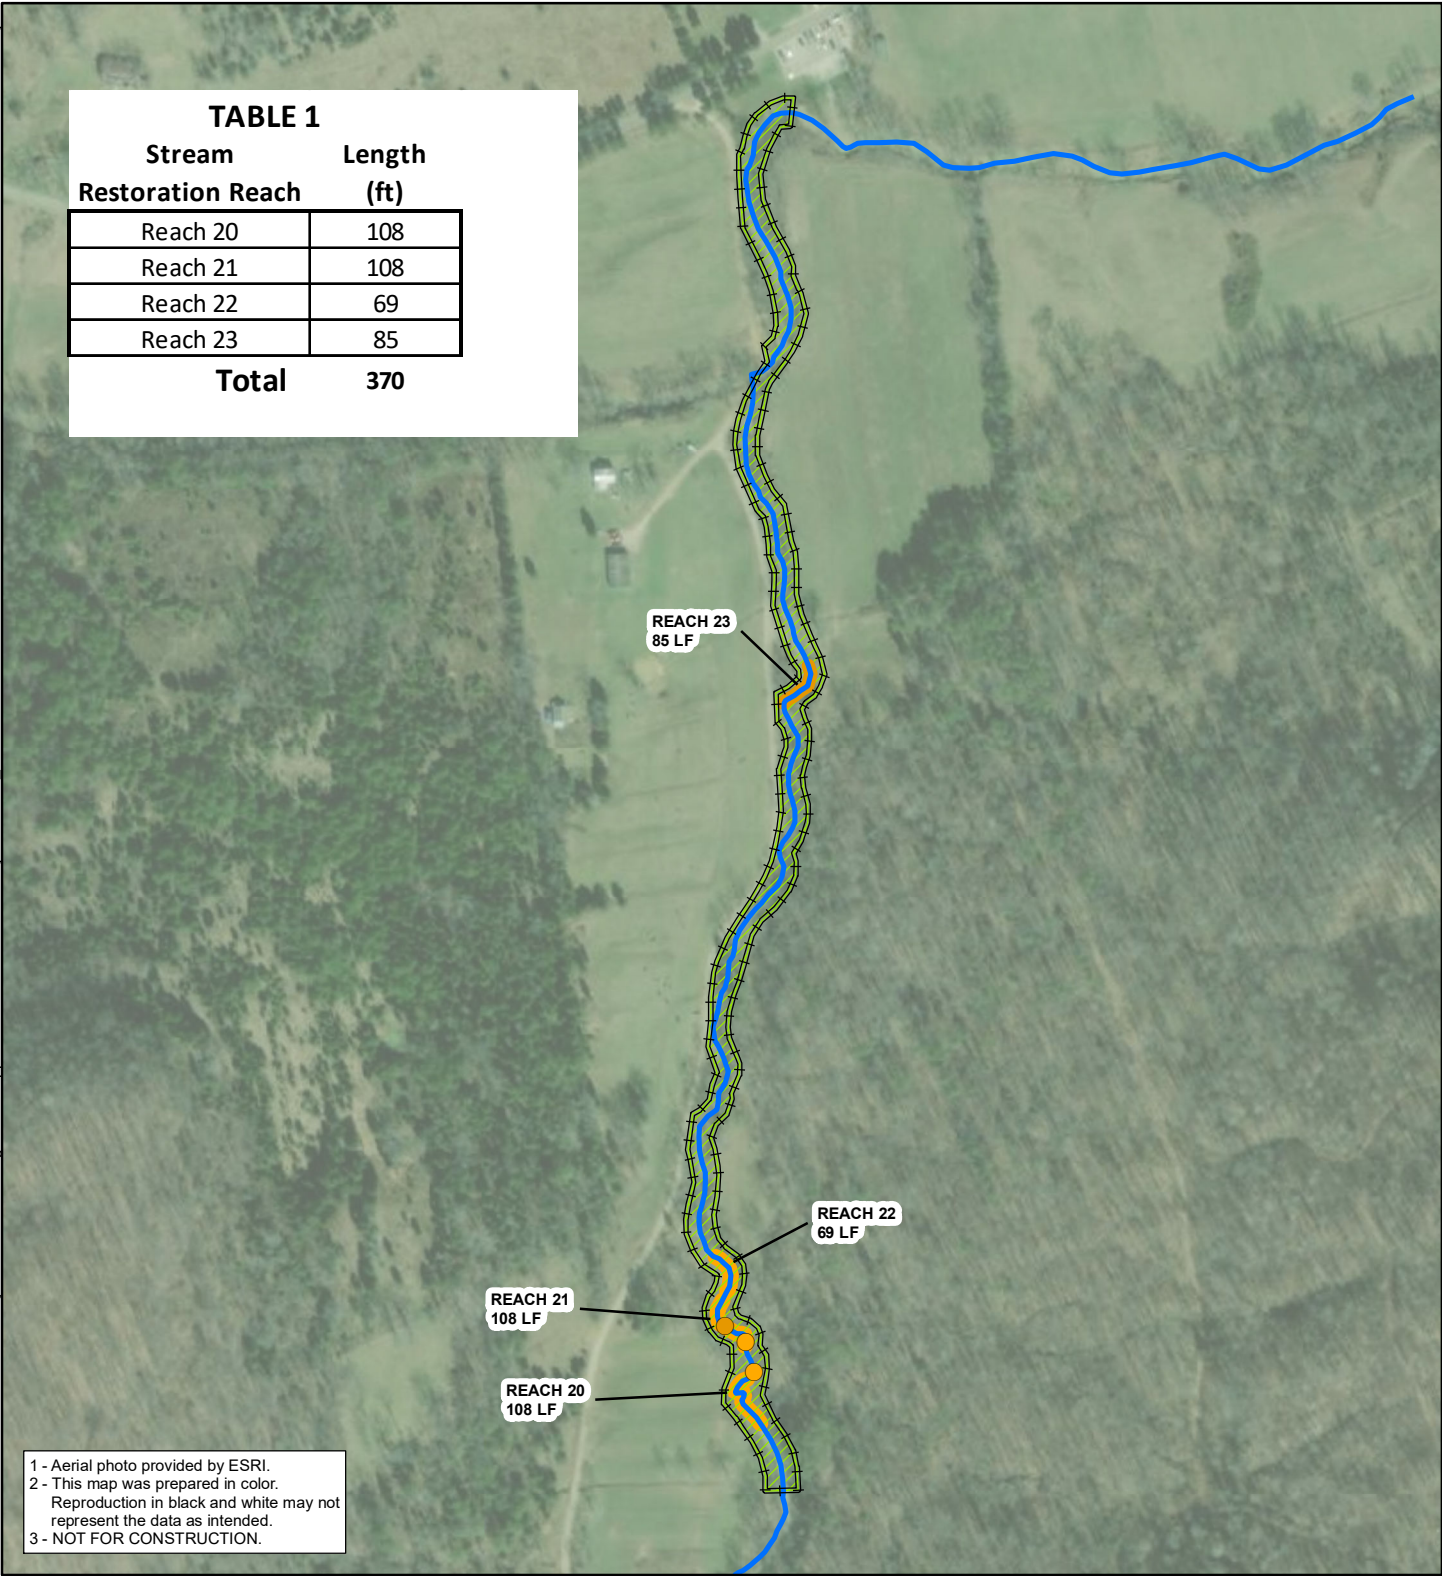 TABLE 1
Stream Length
Restoration Reach (ft)
Reach 20 108
Reach 21 108
Reach 22 69
Reach 23 85
Total 370
REACH 23
85 LF
REACH 22
69 LF
REACH 21
108 LF
REACH 20
108 LF
1 - Aerial photo provided by ESRI.
2 - This map was prepared in color.
Reproduction in black and white may not
represent the data as intended.
3 - NOT FOR CONSTRUCTION.